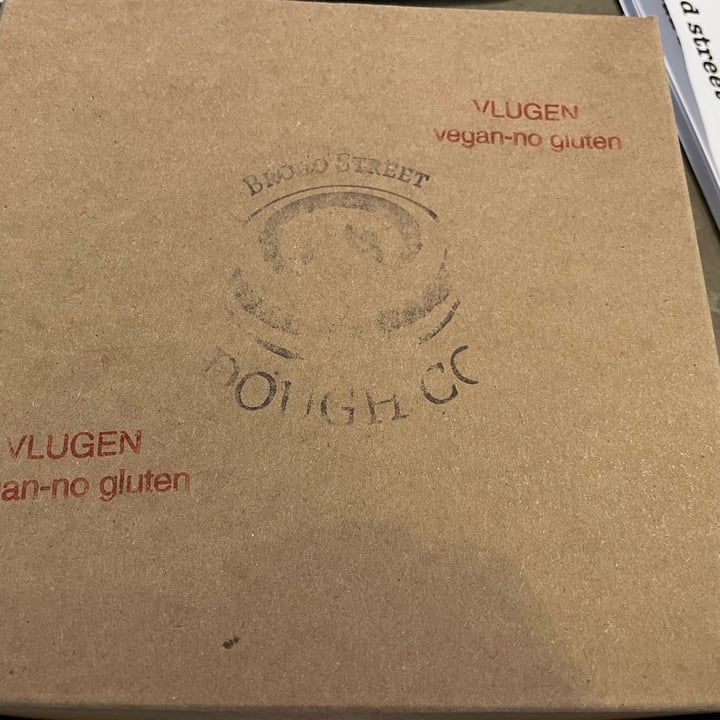 d street
VLUGEN
vegan-no gluten
BROAD STREET
DOUGH CO
VLUGEN
an-no gluten